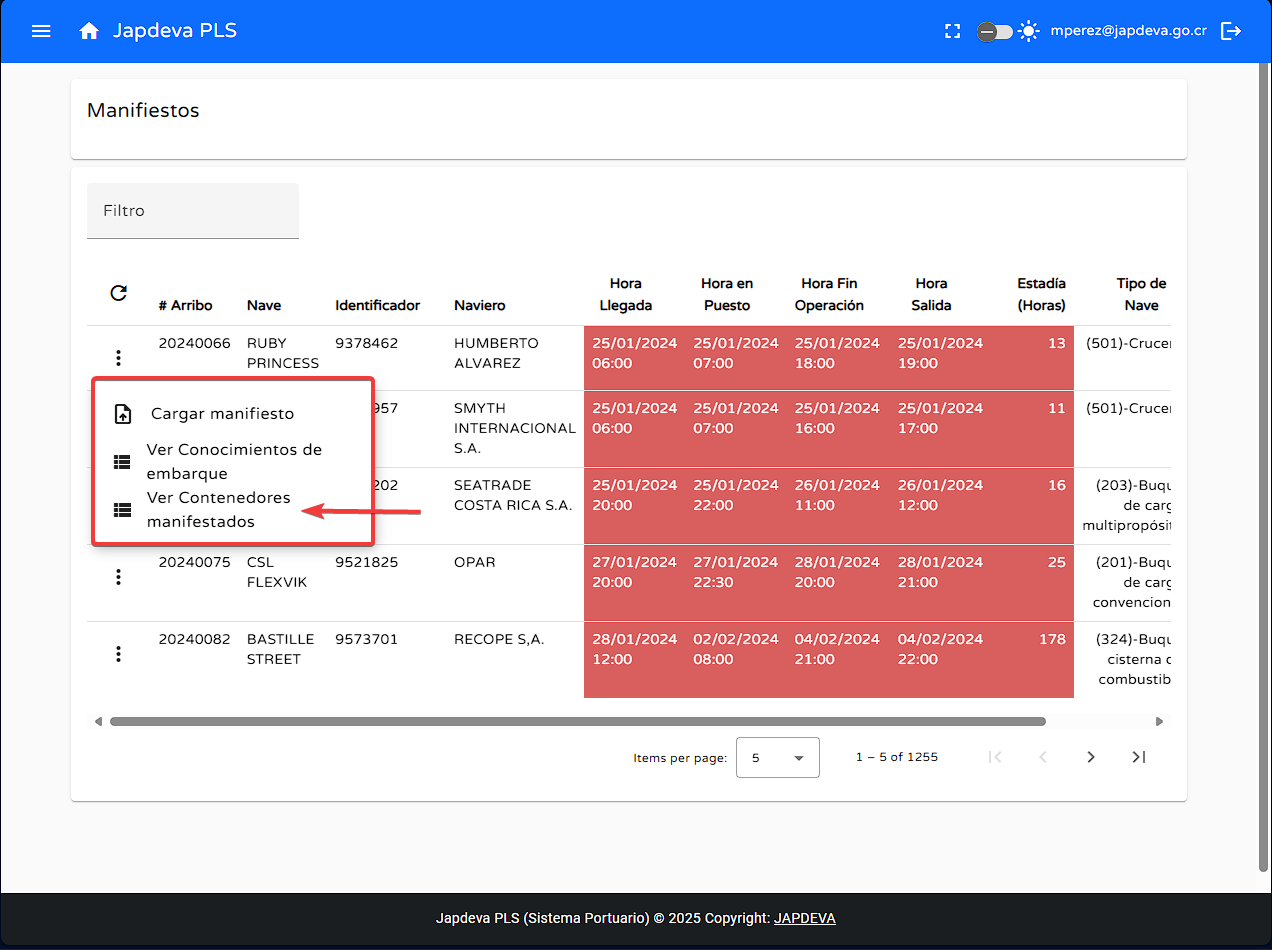 Japdeva PLS
mperez@japdeva.go.cr
Manifiestos
Filtro
# Arribo Nave Identificador Naviero Hora Llegada Hora en Puesto Hora Fin Operación Hora Salida Estadía (Horas) Tipo de Nave
20240066 RUBY PRINCESS 9378462 HUMBERTO ALVAREZ 25/01/2024 06:00 25/01/2024 07:00 25/01/2024 18:00 25/01/2024 19:00 13 (501)-Crucer
Cargar manifiesto
Ver Conocimientos de
embarque
Ver Contenedores
manifestados
957 SMYTH INTERNACIONAL S.A. 25/01/2024 06:00 25/01/2024 07:00 25/01/2024 16:00 25/01/2024 17:00 11 (501)-Crucer
202 SEATRADE COSTA RICA S.A. 25/01/2024 20:00 25/01/2024 22:00 26/01/2024 11:00 26/01/2024 12:00 16 (203)-Buqu de carg multipropósit
20240075 CSL FLEXVIK 9521825 OPAR 27/01/2024 20:00 27/01/2024 22:30 28/01/2024 20:00 28/01/2024 21:00 25 (201)-Buqu de carg convencion
20240082 BASTILLE STREET 9573701 RECOPE S,A. 28/01/2024 12:00 02/02/2024 08:00 04/02/2024 21:00 04/02/2024 22:00 178 (324)-Buqu cisterna c combustib
Items per page: 5 1 – 5 of 1255
Japdeva PLS (Sistema Portuario) © 2025 Copyright: JAPDEVA